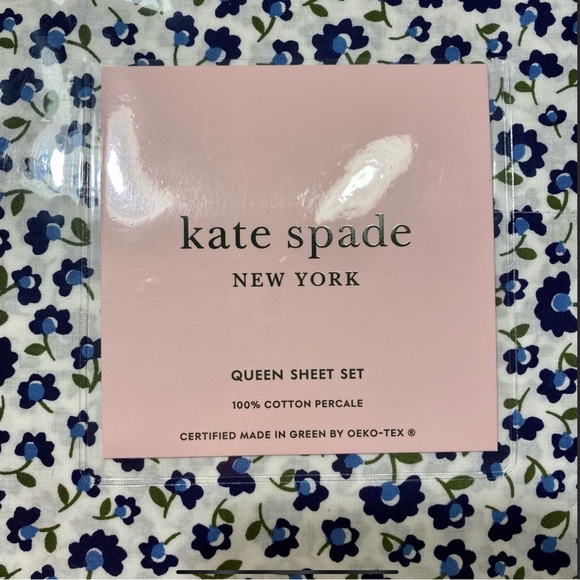 kate spade
NEW YORK
QUEEN SHEET SET
100% COTTON PERCALE
CERTIFIED MADE IN GREEN BY OEKO-TEX ®